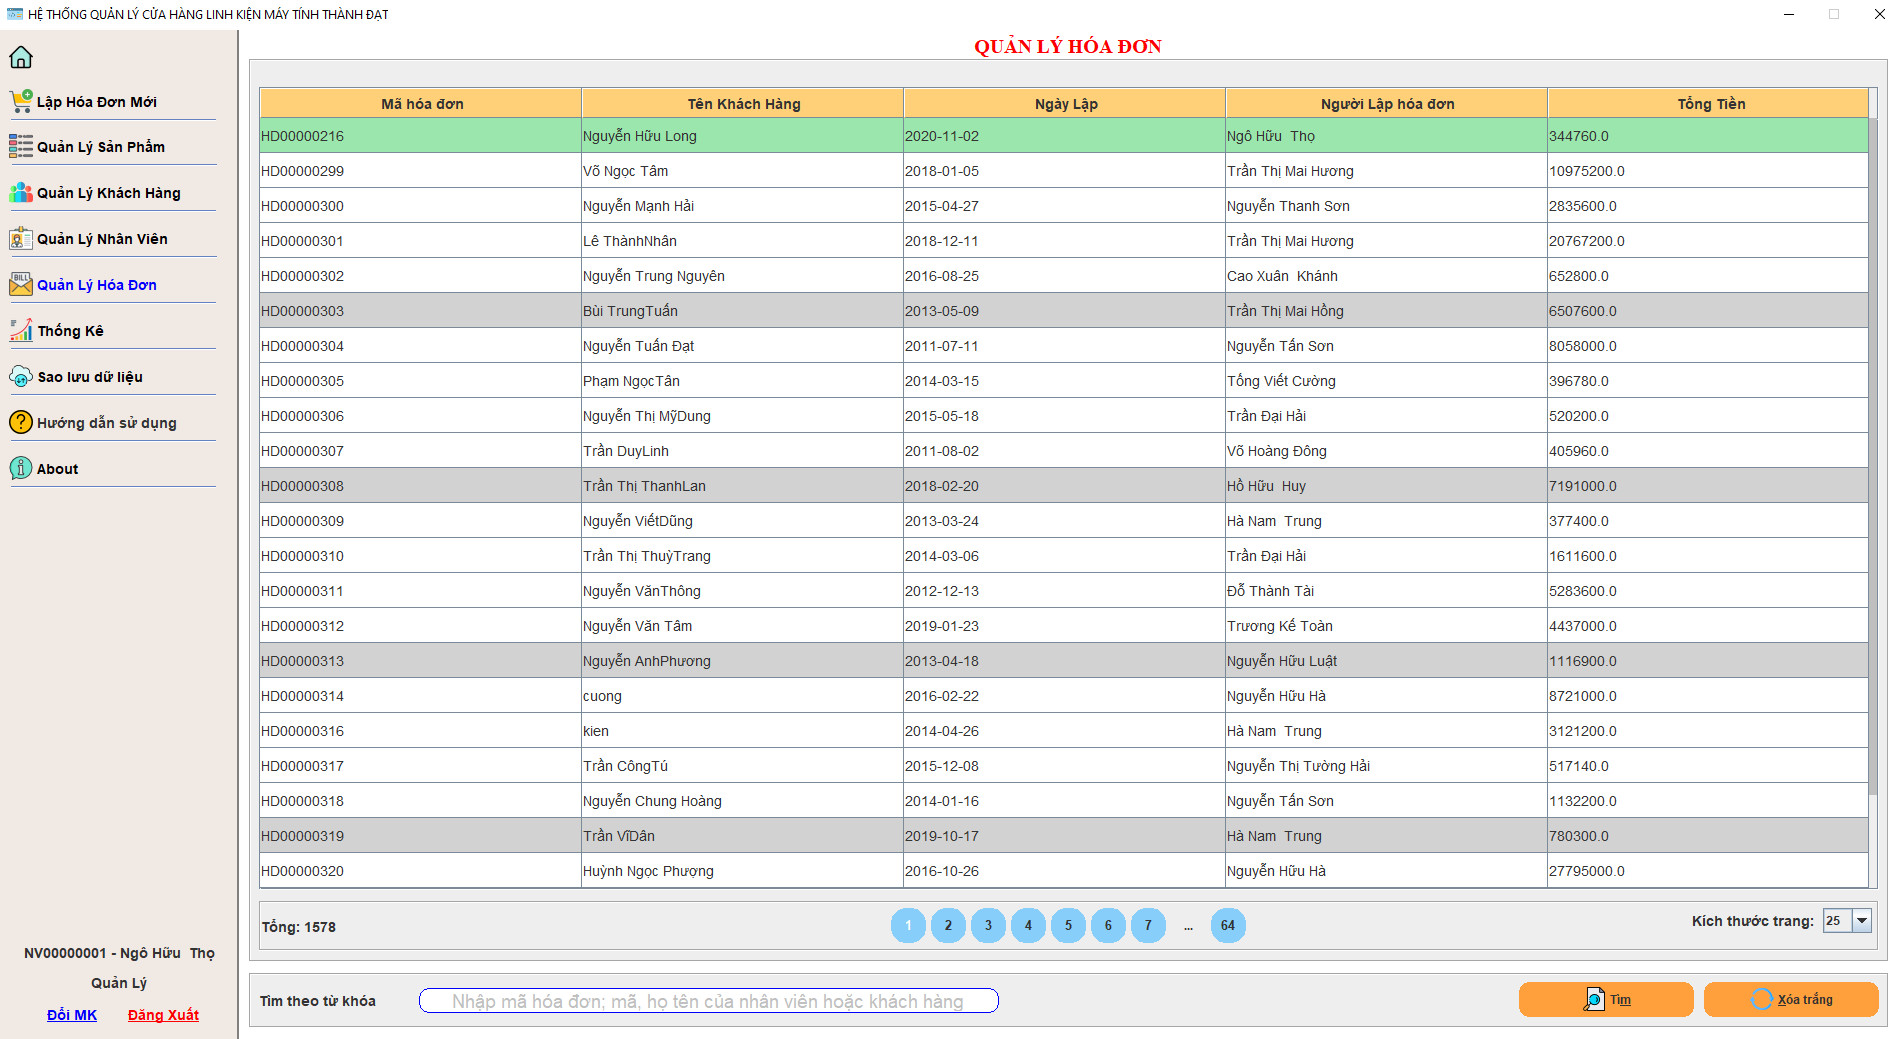 HỆ THỐNG QUẢN LÝ CỬA HÀNG LINH KIỆN MÁY TÍNH THÀNH ĐẠT
Lập Hóa Đơn Mới
Quản Lý Sản Phẩm
Quản Lý Khách Hàng
Quản Lý Nhân Viên
BILL
Quản Lý Hóa Đơn
Thống Kê
Sao lưu dữ liệu
Hướng dẫn sử dụng
About
NV00000001 - Ngô Hữu  Thọ
Quản Lý
Đổi MK Đăng Xuất
QUẢN LÝ HÓA ĐƠN
Mã hóa đơn Tên Khách Hàng Ngày Lập Người Lập hóa đơn Tổng Tiền
HD00000216 Nguyễn Hữu Long 2020-11-02 Ngô Hữu  Thọ 344760.0
HD00000299 Võ Ngọc Tâm 2018-01-05 Trần Thị Mai Hương 10975200.0
HD00000300 Nguyễn Mạnh Hải 2015-04-27 Nguyễn Thanh Sơn 2835600.0
HD00000301 Lê ThànhNhân 2018-12-11 Trần Thị Mai Hương 20767200.0
HD00000302 Nguyễn Trung Nguyên 2016-08-25 Cao Xuân  Khánh 652800.0
HD00000303 Bùi TrungTuấn 2013-05-09 Trần Thị Mai Hồng 6507600.0
HD00000304 Nguyễn Tuấn Đạt 2011-07-11 Nguyễn Tấn Sơn 8058000.0
HD00000305 Phạm NgọcTân 2014-03-15 Tống Viết Cường 396780.0
HD00000306 Nguyễn Thị MỹDung 2015-05-18 Trần Đại Hải 520200.0
HD00000307 Trần DuyLinh 2011-08-02 Võ Hoàng Đông 405960.0
HD00000308 Trần Thị ThanhLan 2018-02-20 Hồ Hữu  Huy 7191000.0
HD00000309 Nguyễn ViếtDũng 2013-03-24 Hà Nam  Trung 377400.0
HD00000310 Trần Thị ThuỳTrang 2014-03-06 Trần Đại Hải 1611600.0
HD00000311 Nguyễn VănThông 2012-12-13 Đỗ Thành Tài 5283600.0
HD00000312 Nguyễn Văn Tâm 2019-01-23 Trương Kế Toàn 4437000.0
HD00000313 Nguyễn AnhPhương 2013-04-18 Nguyễn Hữu Luật 1116900.0
HD00000314 cuong 2016-02-22 Nguyễn Hữu Hà 8721000.0
HD00000316 kien 2014-04-26 Hà Nam  Trung 3121200.0
HD00000317 Trần CôngTú 2015-12-08 Nguyễn Thị Tường Hải 517140.0
HD00000318 Nguyễn Chung Hoàng 2014-01-16 Nguyễn Tấn Sơn 1132200.0
HD00000319 Trần VĩDân 2019-10-17 Hà Nam  Trung 780300.0
HD00000320 Huỳnh Ngọc Phượng 2016-10-26 Nguyễn Hữu Hà 27795000.0
Tổng: 1578 1 2 3 4 5 6 7 ... 64 Kích thước trang: 25
Tìm theo từ khóa Nhập mã hóa đơn; mã, họ tên của nhân viên hoặc khách hàng Tìm Xóa trắng